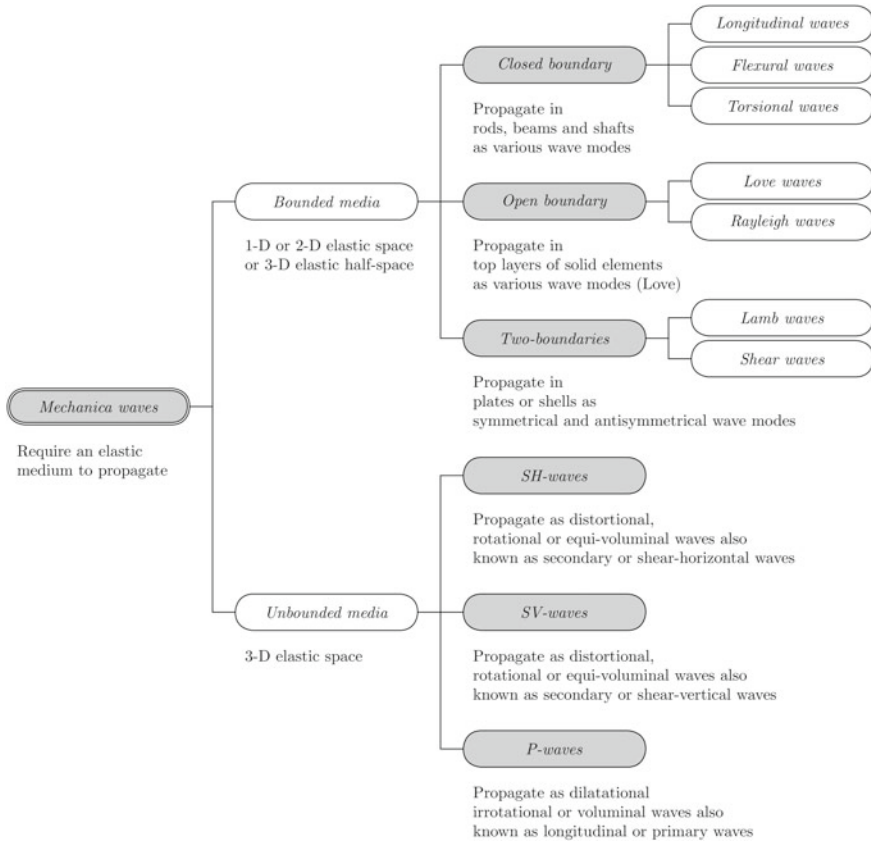 Longitudinal waves
Closed boundary
Flexural waves
Torsional waves
Propagate in
rods, beams and shafts
as various wave modes
Love waves
Bounded media
Open boundary
Rayleigh waves
1-D or 2-D elastic space
or 3-D elastic half-space
Propagate in
top layers of solid elements
as various wave modes (Love)
Lamb waves
Two-boundaries
Shear waves
Propagate in
plates or shells as
symmetrical and antisymmetrical wave modes
Mechanica waves
Require an elastic
medium to propagate
SH-waves
Propagate as distortional,
rotational or equi-voluminal waves also
known as secondary or shear-horizontal waves
Unbounded media
3-D elastic space
SV-waves
Propagate as distortional,
rotational or equi-voluminal waves also
known as secondary or shear-vertical waves
P-waves
Propagate as dilatational
irrotational or voluminal waves also
known as longitudinal or primary waves